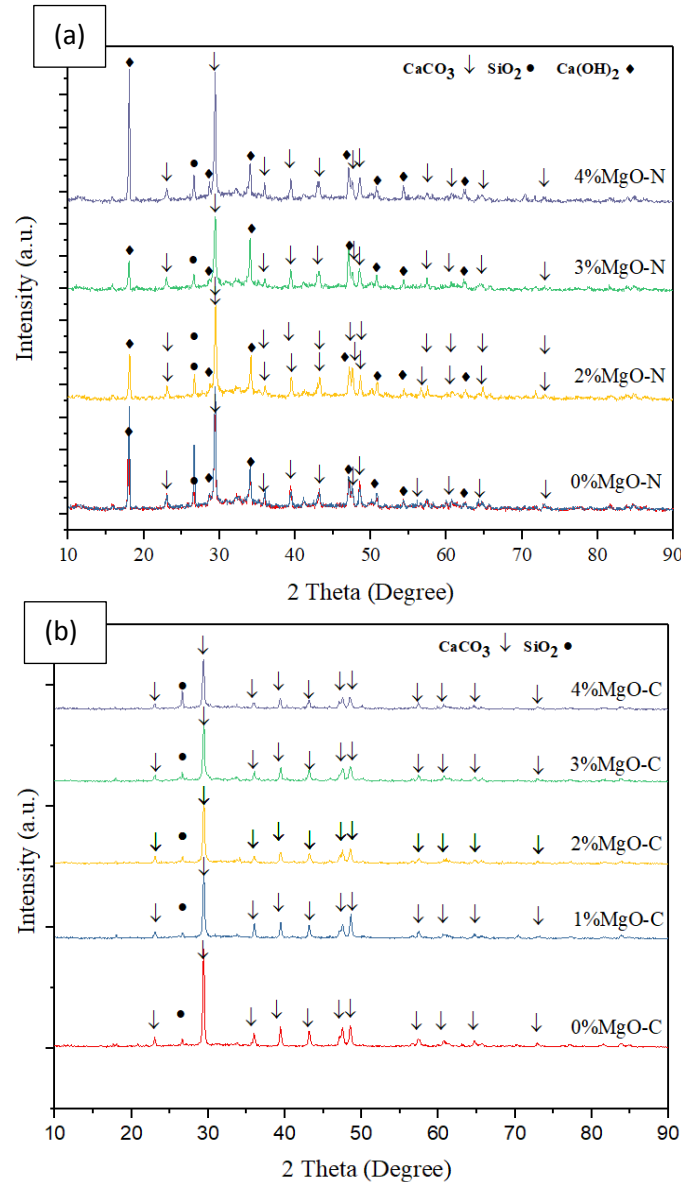 (a)
CaCO3 ↓ SiO2 ● Ca(OH)2 ♦
4%MgO-N
3%MgO-N
2%MgO-N
0%MgO-N
Intensity (a.u.)
10 20 30 40 50 60 70 80 90
2 Theta (Degree)
(b)
CaCO3 ↓ SiO2 ●
4%MgO-C
3%MgO-C
2%MgO-C
1%MgO-C
0%MgO-C
Intensity (a.u.)
10 20 30 40 50 60 70 80 90
2 Theta (Degree)